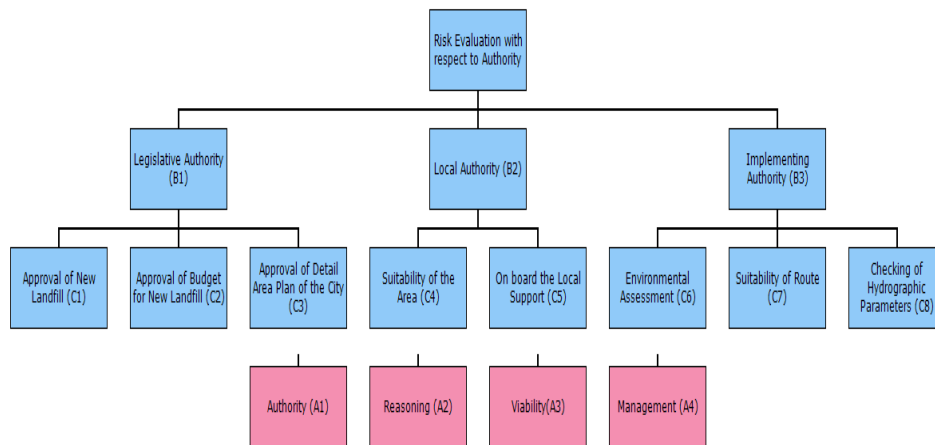 Risk Evaluation with
respect to Authority
Legislative Authority
(B1)
Local Authority (B2)
Implementing
Authority (B3)
Approval of New
Landfill (C1)
Approval of Budget
for New Landfill (C2)
Approval of Detail
Area Plan of the City
(C3)
Suitability of the
Area (C4)
On board the Local
Support (C5)
Environmental
Assessment (C6)
Suitability of Route
(C7)
Checking of
Hydrographic
Parameters (C8)
Authority (A1)
Reasoning (A2)
Viability(A3)
Management (A4)